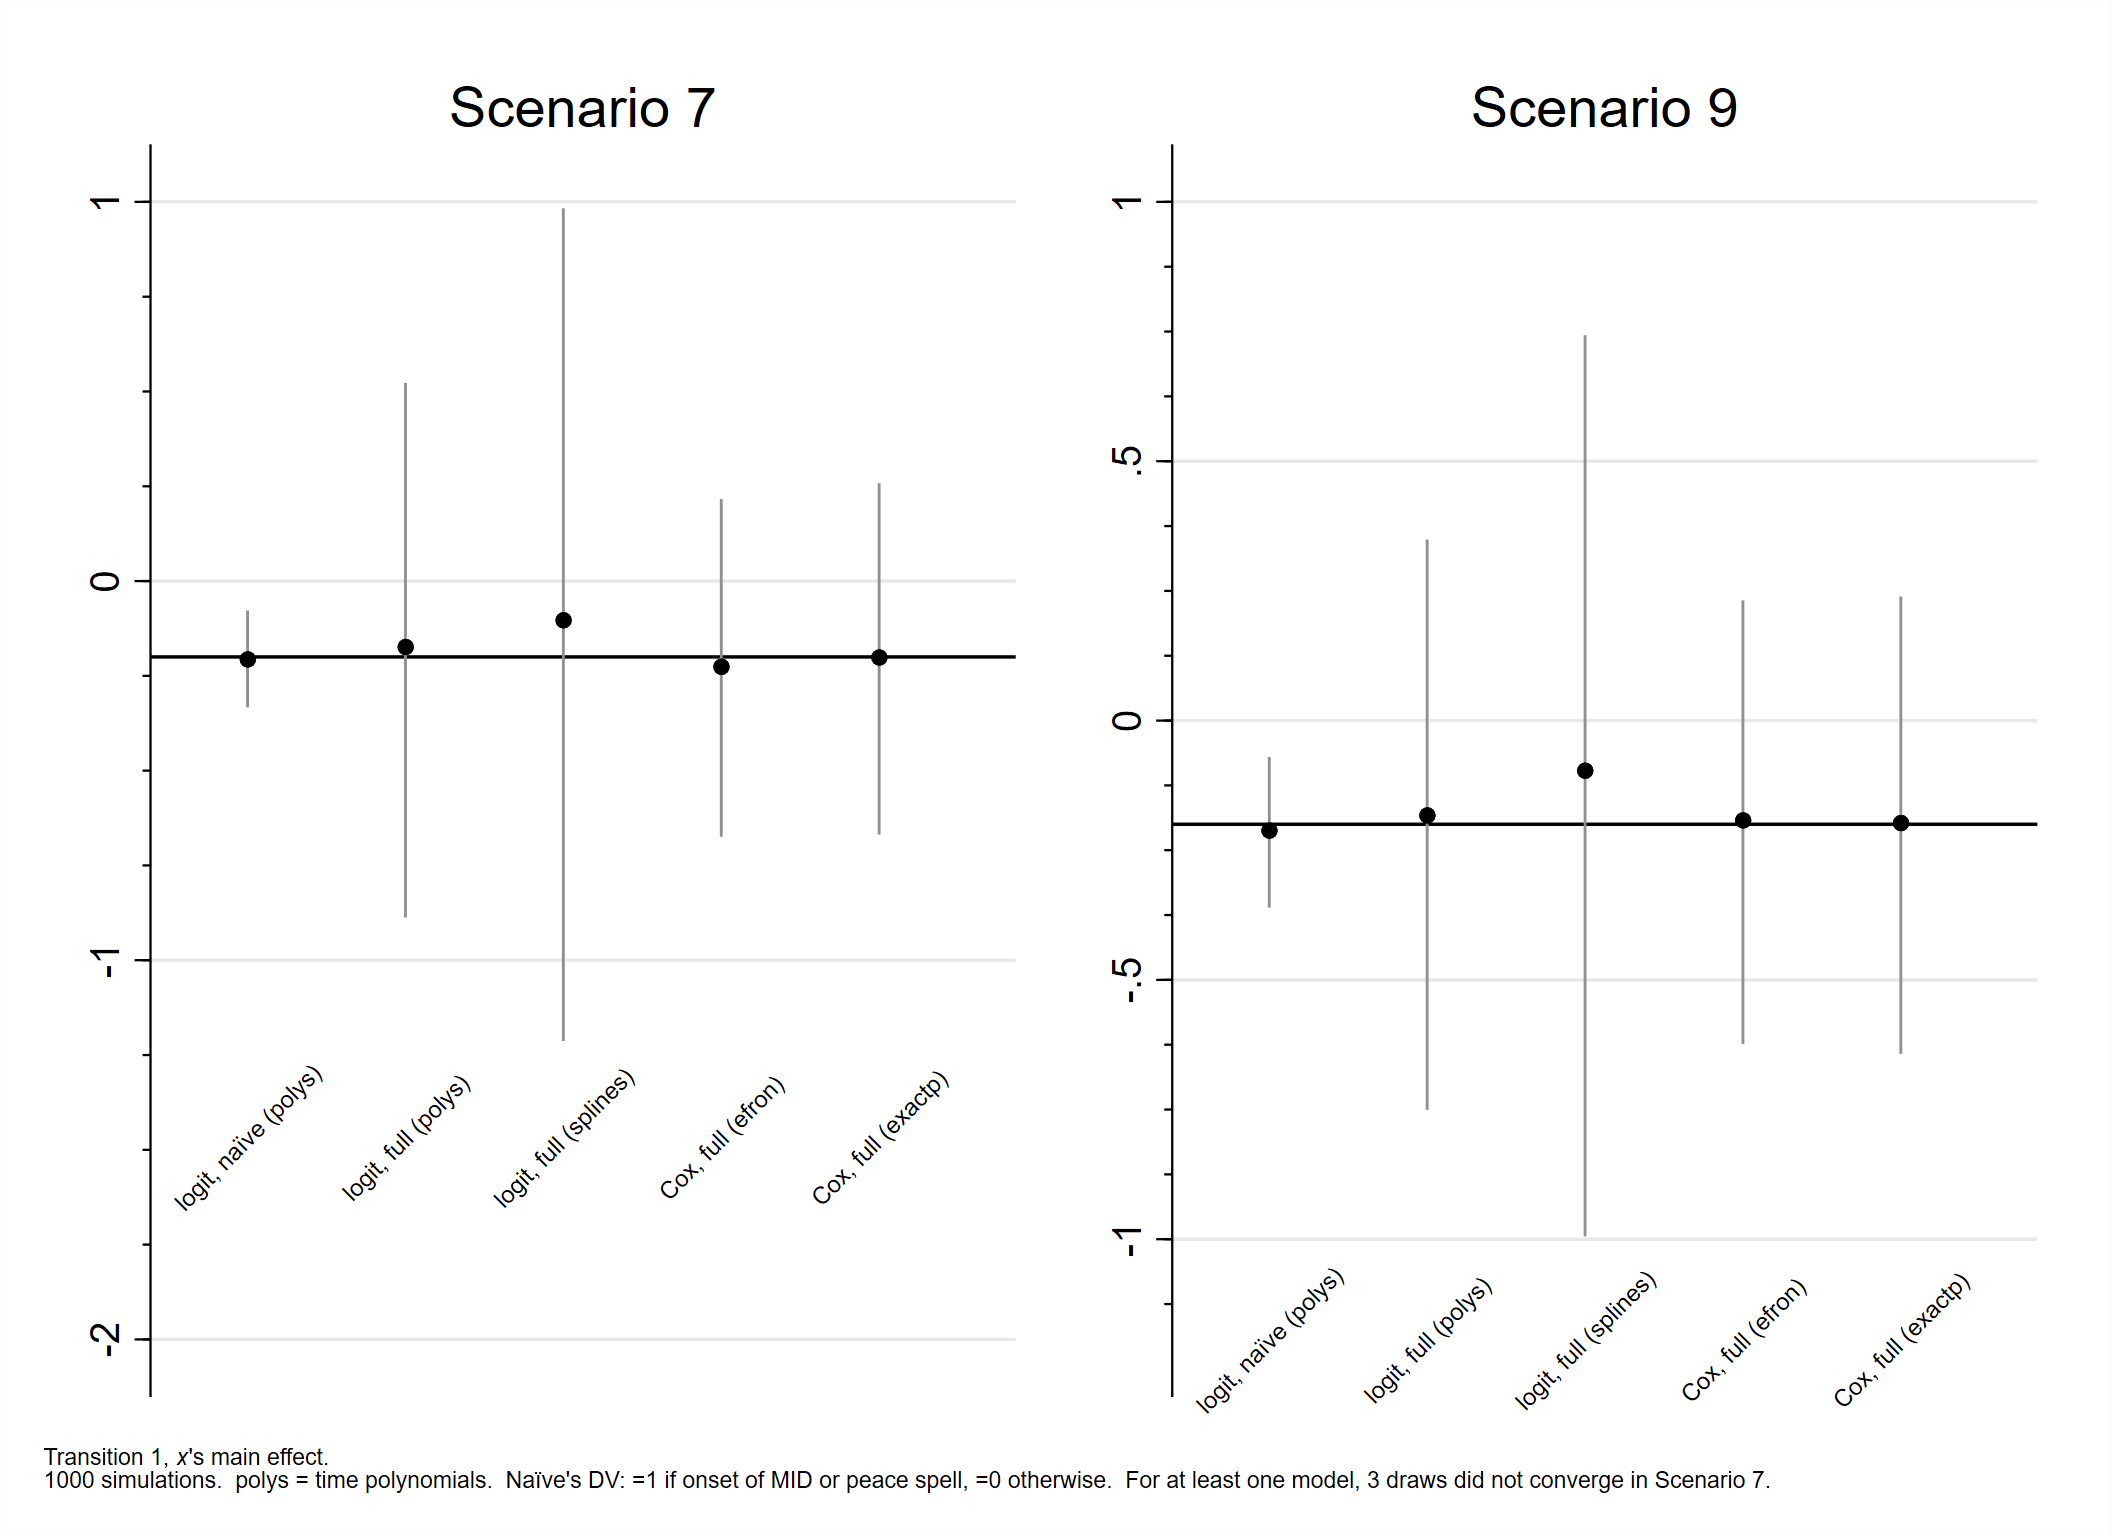 Scenario 7
1
0
-1
-2
logit, naïve (polys)
logit, full (polys)
logit, full (splines)
Cox, full (efron)
Cox, full (exactp)
Scenario 9
1
.5
0
-.5
-1
logit, naïve (polys)
logit, full (polys)
logit, full (splines)
Cox, full (efron)
Cox, full (exactp)
Transition 1, x's main effect.
1000 simulations.  polys = time polynomials.  Naïve's DV: =1 if onset of MID or peace spell, =0 otherwise.  For at least one model, 3 draws did not converge in Scenario 7.